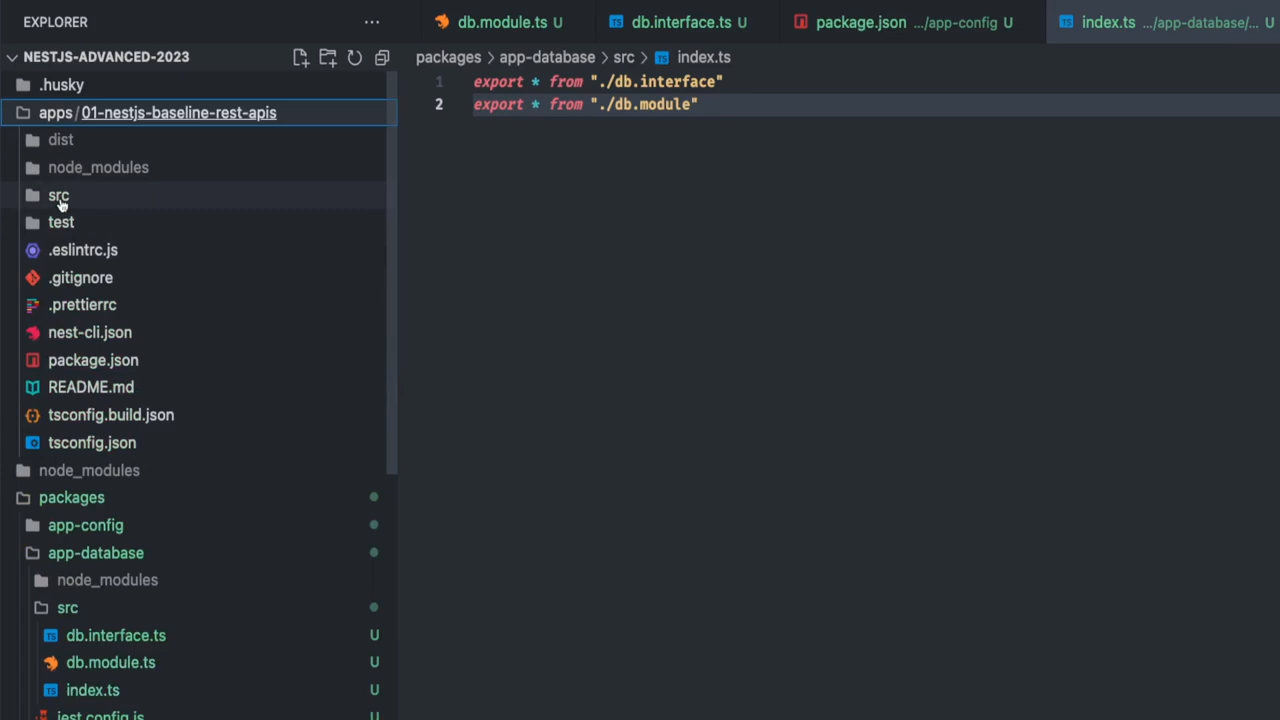 EXPLORER
NESTJS-ADVANCED-2023
.husky
apps / 01-nestjs-baseline-rest-apis
dist
node_modules
src
test
.eslintrc.js
.gitignore
.prettierrc
nest-cli.json
package.json
README.md
tsconfig.build.json
tsconfig.json
node_modules
packages
app-config
app-database
node_modules
src
db.interface.ts U
db.module.ts U
index.ts U
jest.config.js U
db.module.ts U
db.interface.ts U
package.json .../app-config U
index.ts .../app-database/... U
packages > app-database > src > TS index.ts
1 export * from "./db.interface"
2 export * from "./db.module"